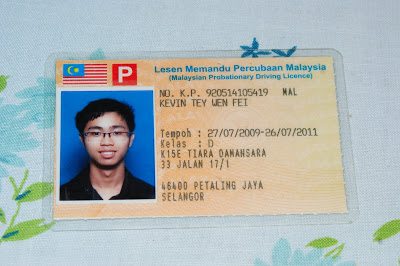 P
Lesen Memandu Percubaan Malaysia
(Malaysian Probationary Driving Licence)
NO. K.P. 920514105419 MAL
KEVIN TEY WEN FEI
Tempoh : 27/07/2009-26/07/2011
Kelas : D
K15E TIARA DAMANSARA
33 JALAN 17/1
46400 PETALING JAYA
SELANGOR